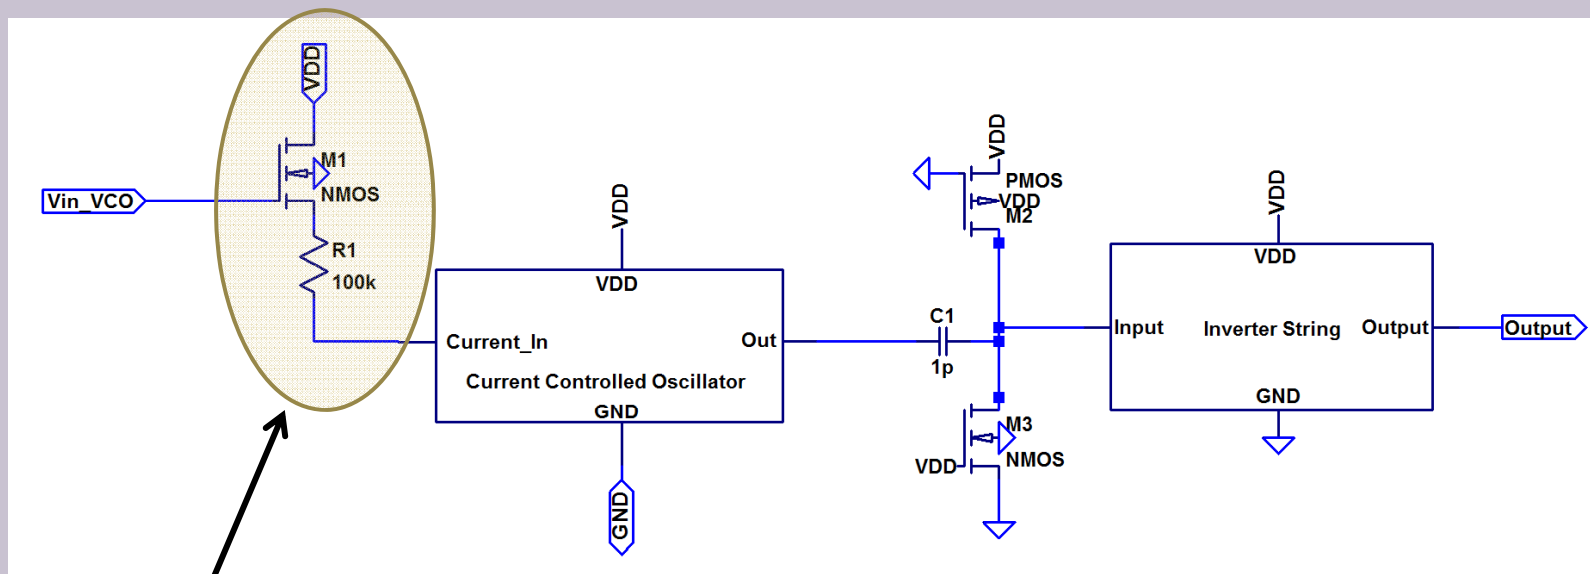 VDD
M1
NMOS
Vin_VCO
R1
100k
VDD
VDD
Current_In
Out
Current Controlled Oscillator
GND
GND
C1
1p
VDD
PMOS
VDD
M2
M3
NMOS
VDD
VDD
VDD
Input
Inverter String
Output
GND
Output